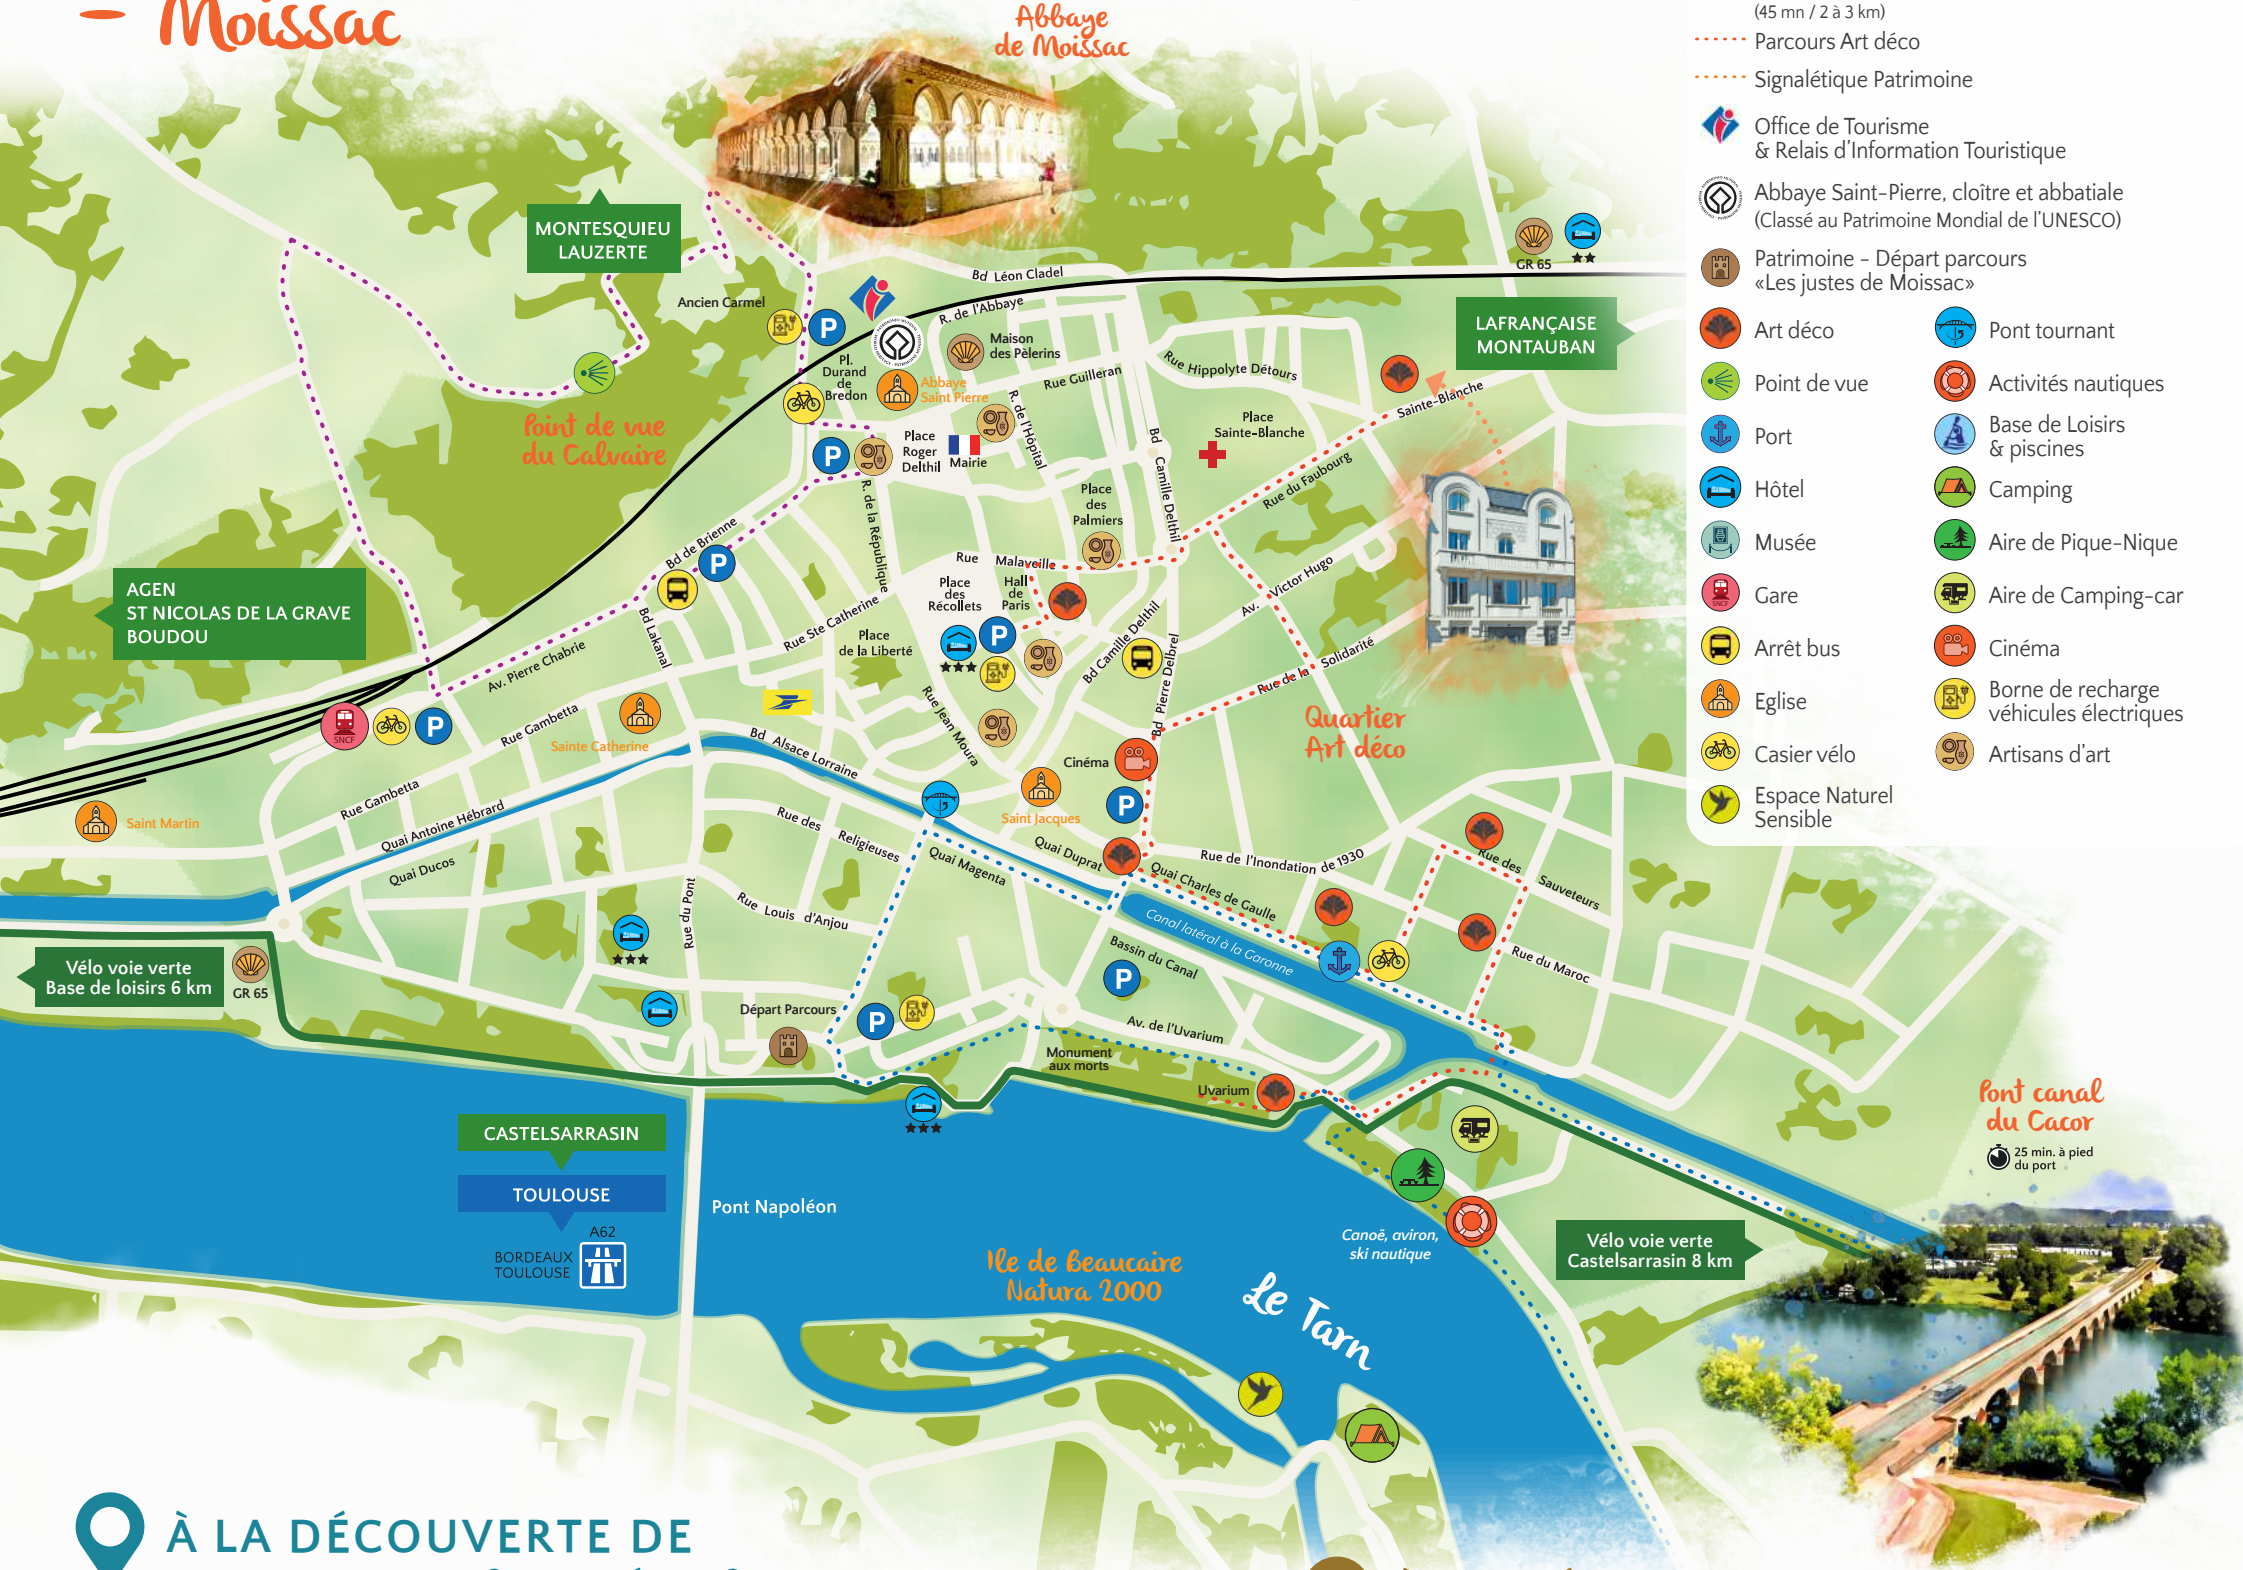 Moissac
Abbaye
de Moissac
(45 mn / 2 à 3 km)
Parcours Art déco
Signalétique Patrimoine
Office de Tourisme
& Relais d'Information Touristique
Abbaye Saint-Pierre, cloître et abbatiale
(Classé au Patrimoine Mondial de l'UNESCO)
Patrimoine - Départ parcours
«Les justes de Moissac»
Art déco
Point de vue
Port
Hôtel
Musée
Gare
Arrêt bus
Eglise
Casier vélo
Espace Naturel
Sensible
Pont tournant
Activités nautiques
Base de Loisirs
& piscines
Camping
Aire de Pique-Nique
Aire de Camping-car
Cinéma
Borne de recharge
véhicules électriques
Artisans d'art
SNCF
MONTESQUIEU
LAUZERTE
GR 65
Bd Léon Cladel
Ancien Carmel
P
R. de l'Abbaye
Maison
des Pèlerins
LAFRANÇAISE
MONTAUBAN
Pl.
Durand
de
Bredon
Abbaye
Saint Pierre
Rue Guilleran
Rue Hippolyte Détours
Sainte-Blanche
Point de vue
du Calvaire
R. de l'Hôpital
Place
Sainte-Blanche
P
Place
Roger
Delthil
Mairie
Bd Camille Delthil
Rue du Faubourg
R. de la République
Place
des
Palmiers
Bd de Brienne
P
Rue Malaveille
Place
des
Récollets
Hall
de
Paris
Av. Victor Hugo
AGEN
ST NICOLAS DE LA GRAVE
BOUDOU
Bd Lakanal
Rue Ste Catherine
Place
de la Liberté
P
Bd Camille Delthil
Bd Pierre Delbrel
Rue de la Solidarité
Av. Pierre Chabrie
SNCF
P
Rue Gambetta
Sainte Catherine
Rue Jean Moura
Quartier
Art déco
Bd Alsace Lorraine
Cinéma
P
Rue Gambetta
Saint Martin
Quai Antoine Hébrard
Quai Ducos
Saint Jacques
Rue des Religieuses
Quai Magenta
Quai Duprat
Quai Charles de Gaulle
Rue de l'Inondation de 1930
Rue des Sauveteurs
Rue du Pont
Rue Louis d'Anjou
Canal latéral à la Garonne
Bassin du Canal
P
Rue du Maroc
Vélo voie verte
Base de loisirs 6 km
GR 65
Départ Parcours
P
Av. de l'Uvarium
Monument
aux morts
Uvarium
Pont canal
du Cacor
25 min. à pied
du port
CASTELSARRASIN
TOULOUSE
A62
BORDEAUX
TOULOUSE
Pont Napoléon
Canoë, aviron,
ski nautique
Vélo voie verte
Castelsarrasin 8 km
Ile de Beaucaire
Natura 2000
Le Tarn
À LA DÉCOUVERTE DE